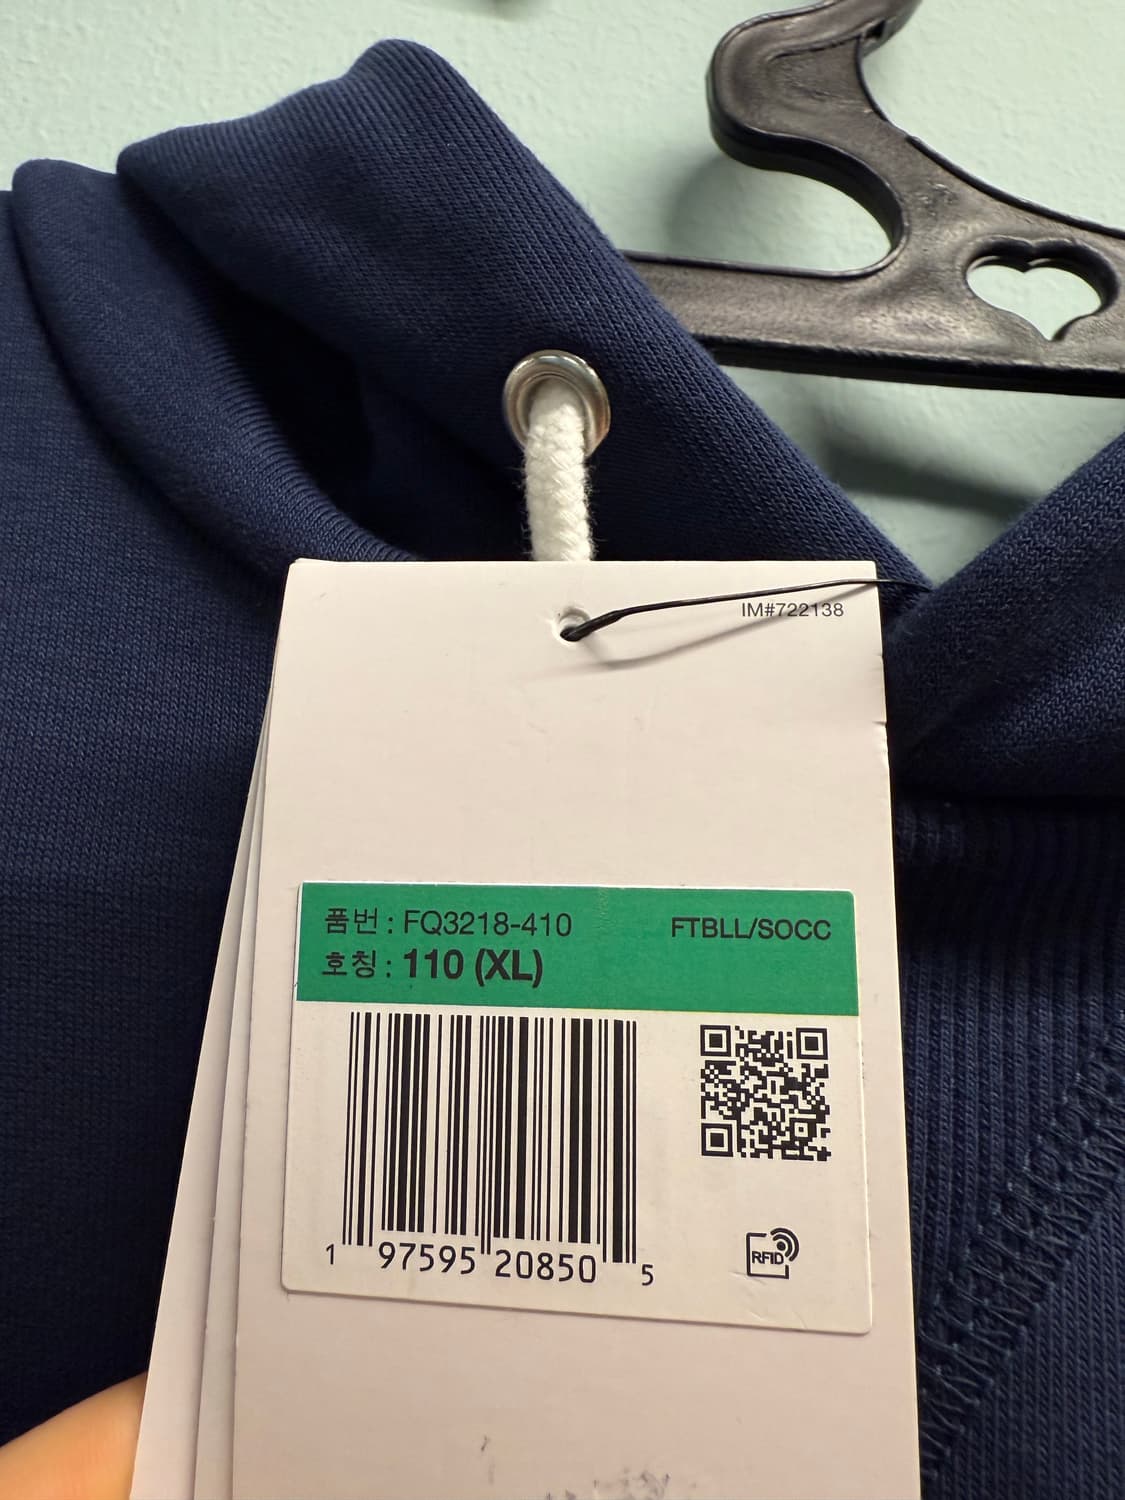 IM#722138
품번 : FQ3218-410 FTBLL/SOCC
호칭 : 110 (XL)
1 97595 20850 5
RFID